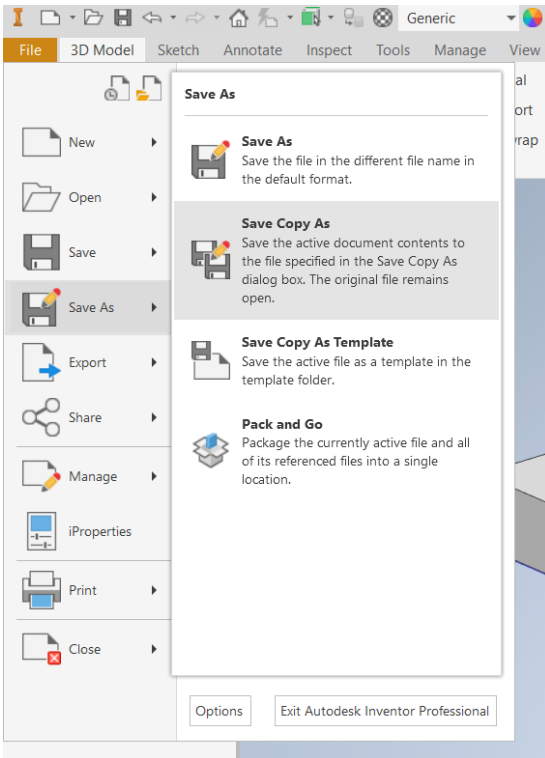 Generic
File 3D Model Sketch Annotate Inspect Tools Manage View
Save As
New
Open
Save
Save As
Export
Share
Manage
iProperties
Print
Close
Save As
Save the file in the different file name in
the default format.
Save Copy As
Save the active document contents to
the file specified in the Save Copy As
dialog box. The original file remains
open.
Save Copy As Template
Save the active file as a template in the
template folder.
Pack and Go
Package the currently active file and all
of its referenced files into a single
location.
Options
Exit Autodesk Inventor Professional